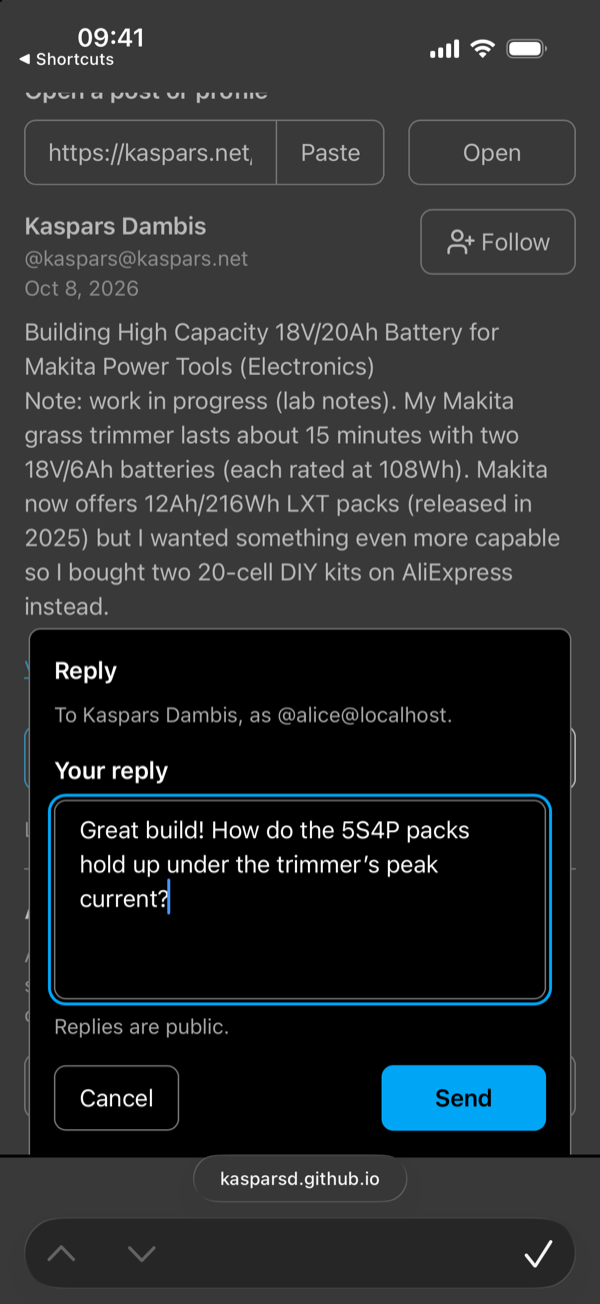 09:41
◀ Shortcuts
Open a post or profile
https://kaspars.net,
Paste
Open
Kaspars Dambis
@kaspars@kaspars.net
Oct 8, 2026
Follow
Building High Capacity 18V/20Ah Battery for
Makita Power Tools (Electronics)
Note: work in progress (lab notes). My Makita
grass trimmer lasts about 15 minutes with two
18V/6Ah batteries (each rated at 108Wh). Makita
now offers 12Ah/216Wh LXT packs (released in
2025) but I wanted something even more capable
so I bought two 20-cell DIY kits on AliExpress
instead.
Reply
To Kaspars Dambis, as @alice@localhost.
Your reply
Great build! How do the 5S4P packs
hold up under the trimmer’s peak
current?
Replies are public.
Cancel
Send
kasparsd.github.io